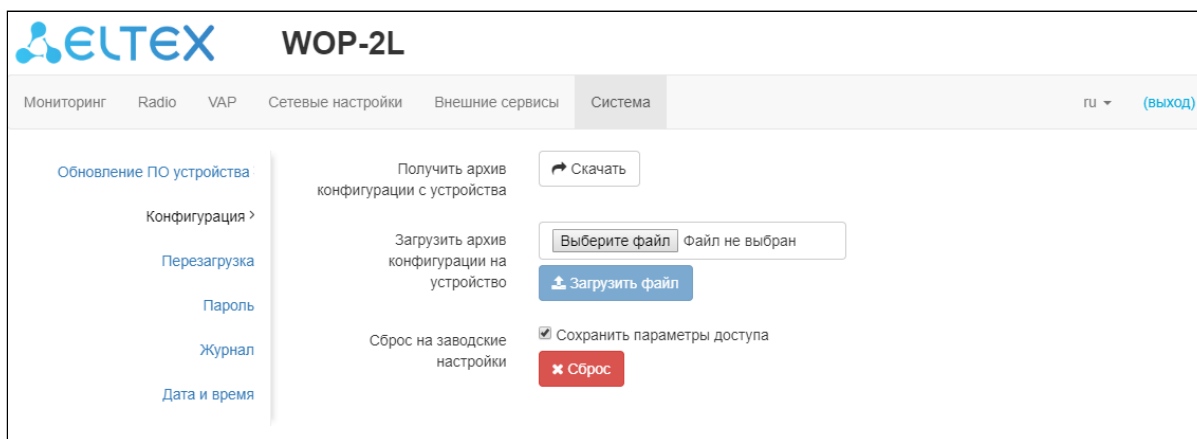 ELTEX WOP-2L
Мониторинг Radio VAP Сетевые настройки Внешние сервисы Система ru (выход)
Обновление ПО устройства
Конфигурация >
Перезагрузка
Пароль
Журнал
Дата и время
Получить архив
конфигурации с устройства
Скачать
Загрузить архив
конфигурации на
устройство
Выберите файл Файл не выбран
Загрузить файл
Сброс на заводские
настройки
Сохранить параметры доступа
Сброс